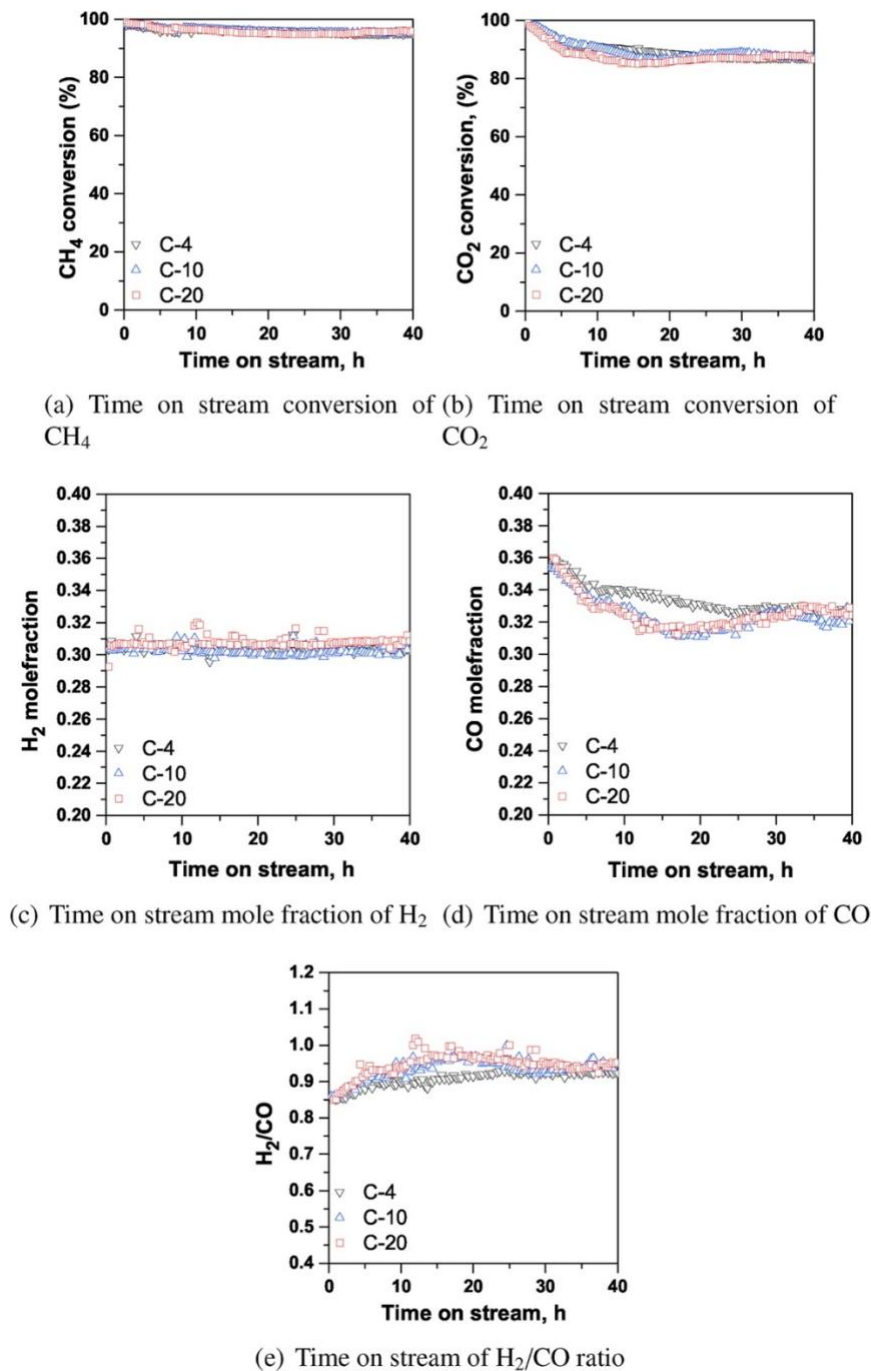 100
80
60
40
20
0
CH₄ conversion (%)
C-4
C-10
C-20
0 10 20 30 40
Time on stream, h
100
80
60
40
20
0
CO₂ conversion, (%)
C-4
C-10
C-20
0 10 20 30 40
Time on stream, h
(a) Time on stream conversion of
CH₄
(b) Time on stream conversion of
CO₂
0.40
0.38
0.36
0.34
0.32
0.30
0.28
0.26
0.24
0.22
0.20
H₂ molefraction
C-4
C-10
C-20
0 10 20 30 40
Time on stream, h
0.40
0.38
0.36
0.34
0.32
0.30
0.28
0.26
0.24
0.22
0.20
CO molefraction
C-4
C-10
C-20
0 10 20 30 40
Time on stream, h
(c) Time on stream mole fraction of H₂
(d) Time on stream mole fraction of CO
1.2
1.1
1.0
0.9
0.8
0.7
0.6
0.5
0.4
H₂/CO
C-4
C-10
C-20
0 10 20 30 40
Time on stream, h
(e) Time on stream of H₂/CO ratio